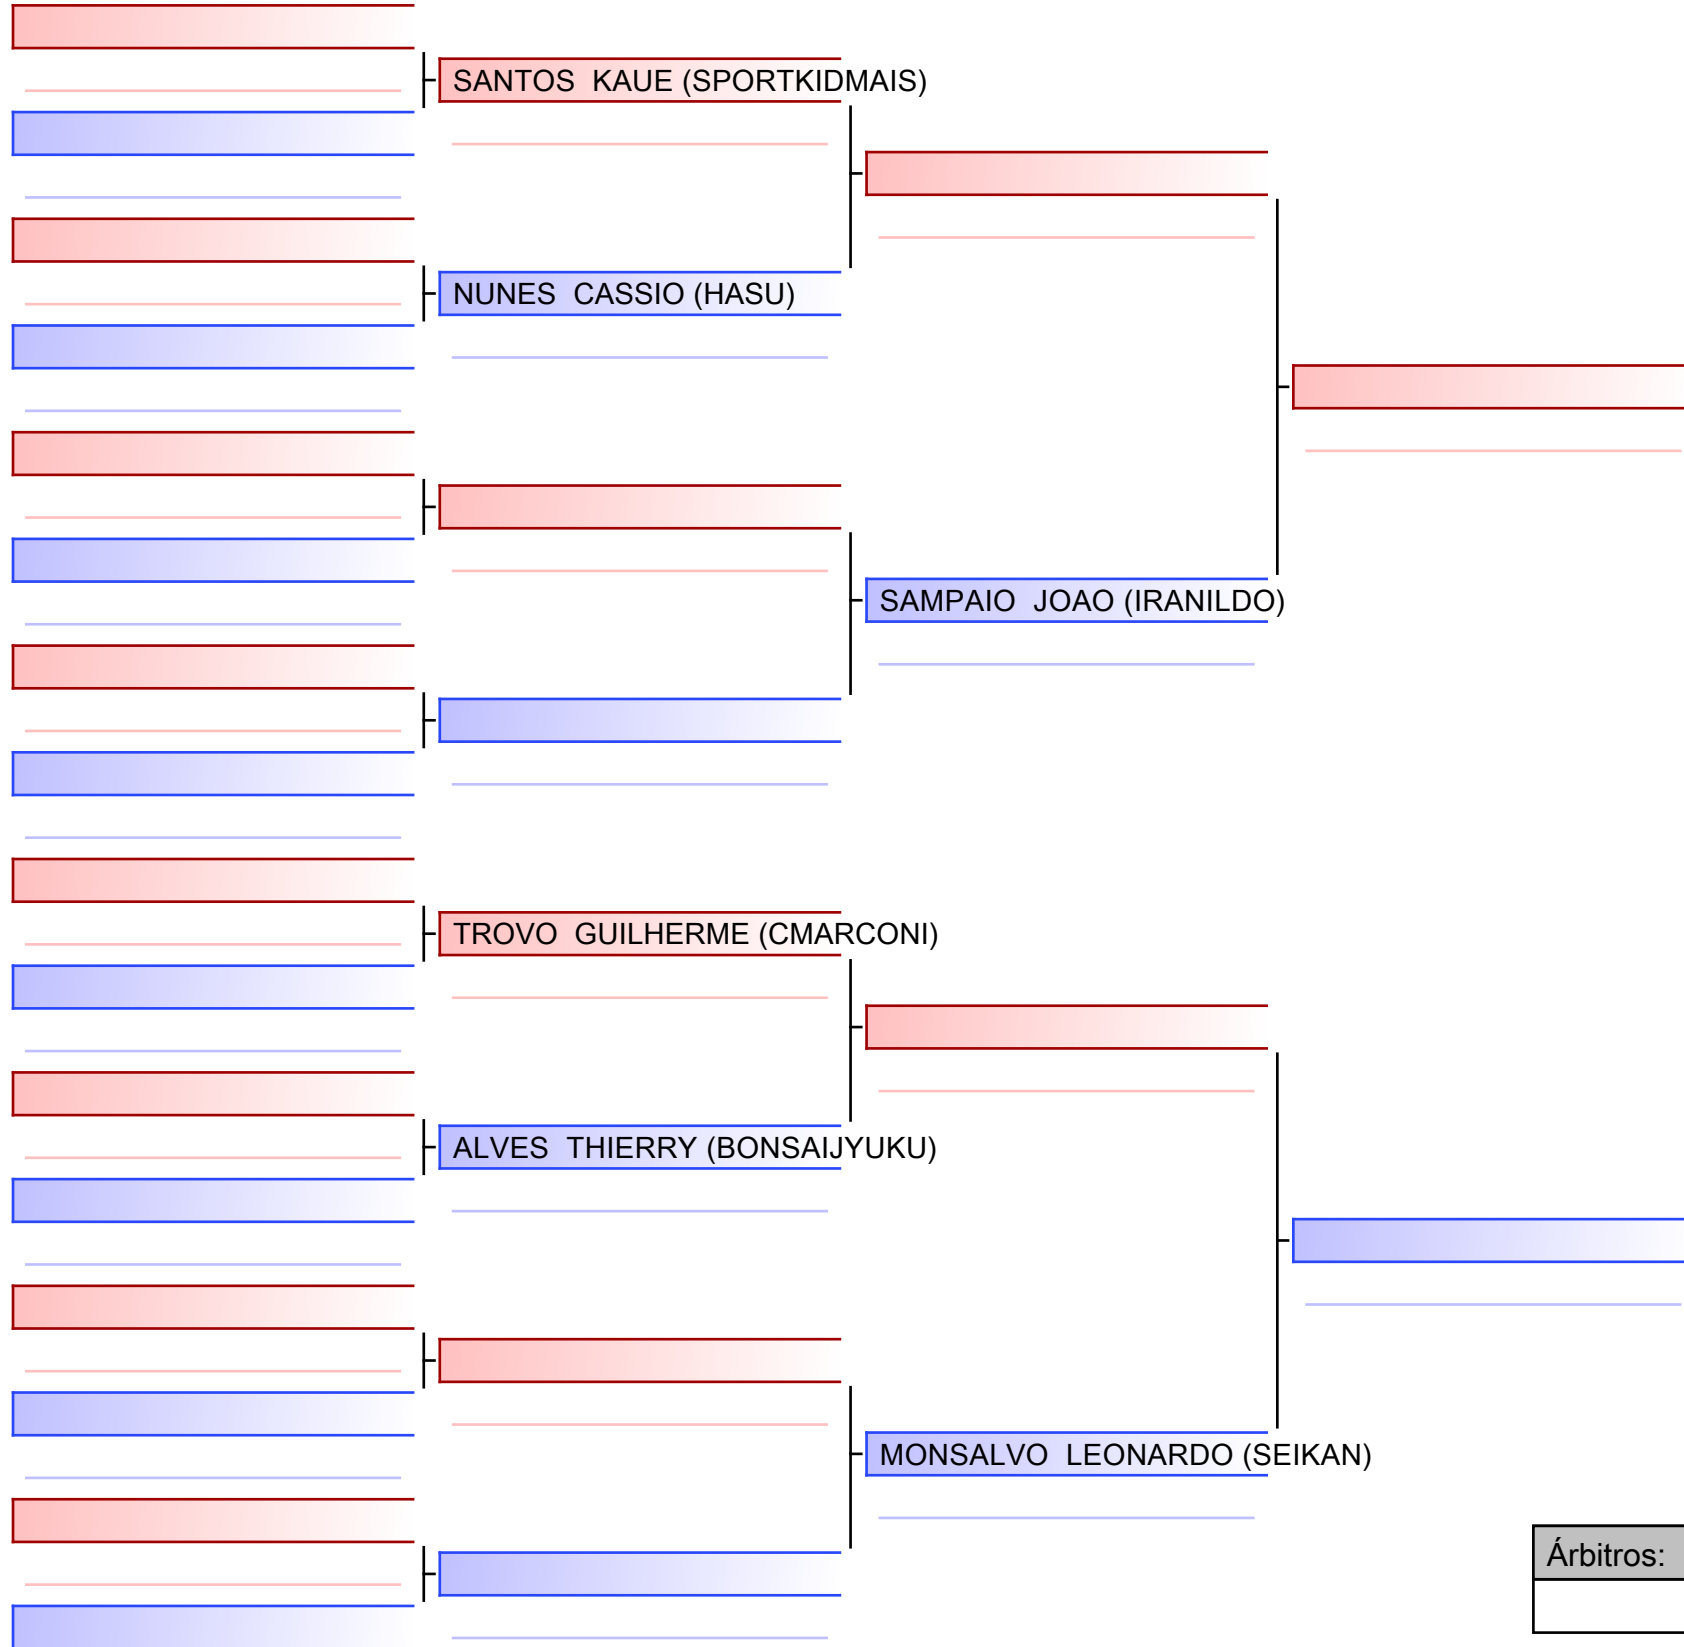 SANTOS  KAUE (SPORTKIDMAIS)
NUNES  CASSIO (HASU)
SAMPAIO  JOAO (IRANILDO)
TROVO  GUILHERME (CMARCONI)
ALVES  THIERRY (BONSAIJYUKU)
MONSALVO  LEONARDO (SEIKAN)
Árbitros: